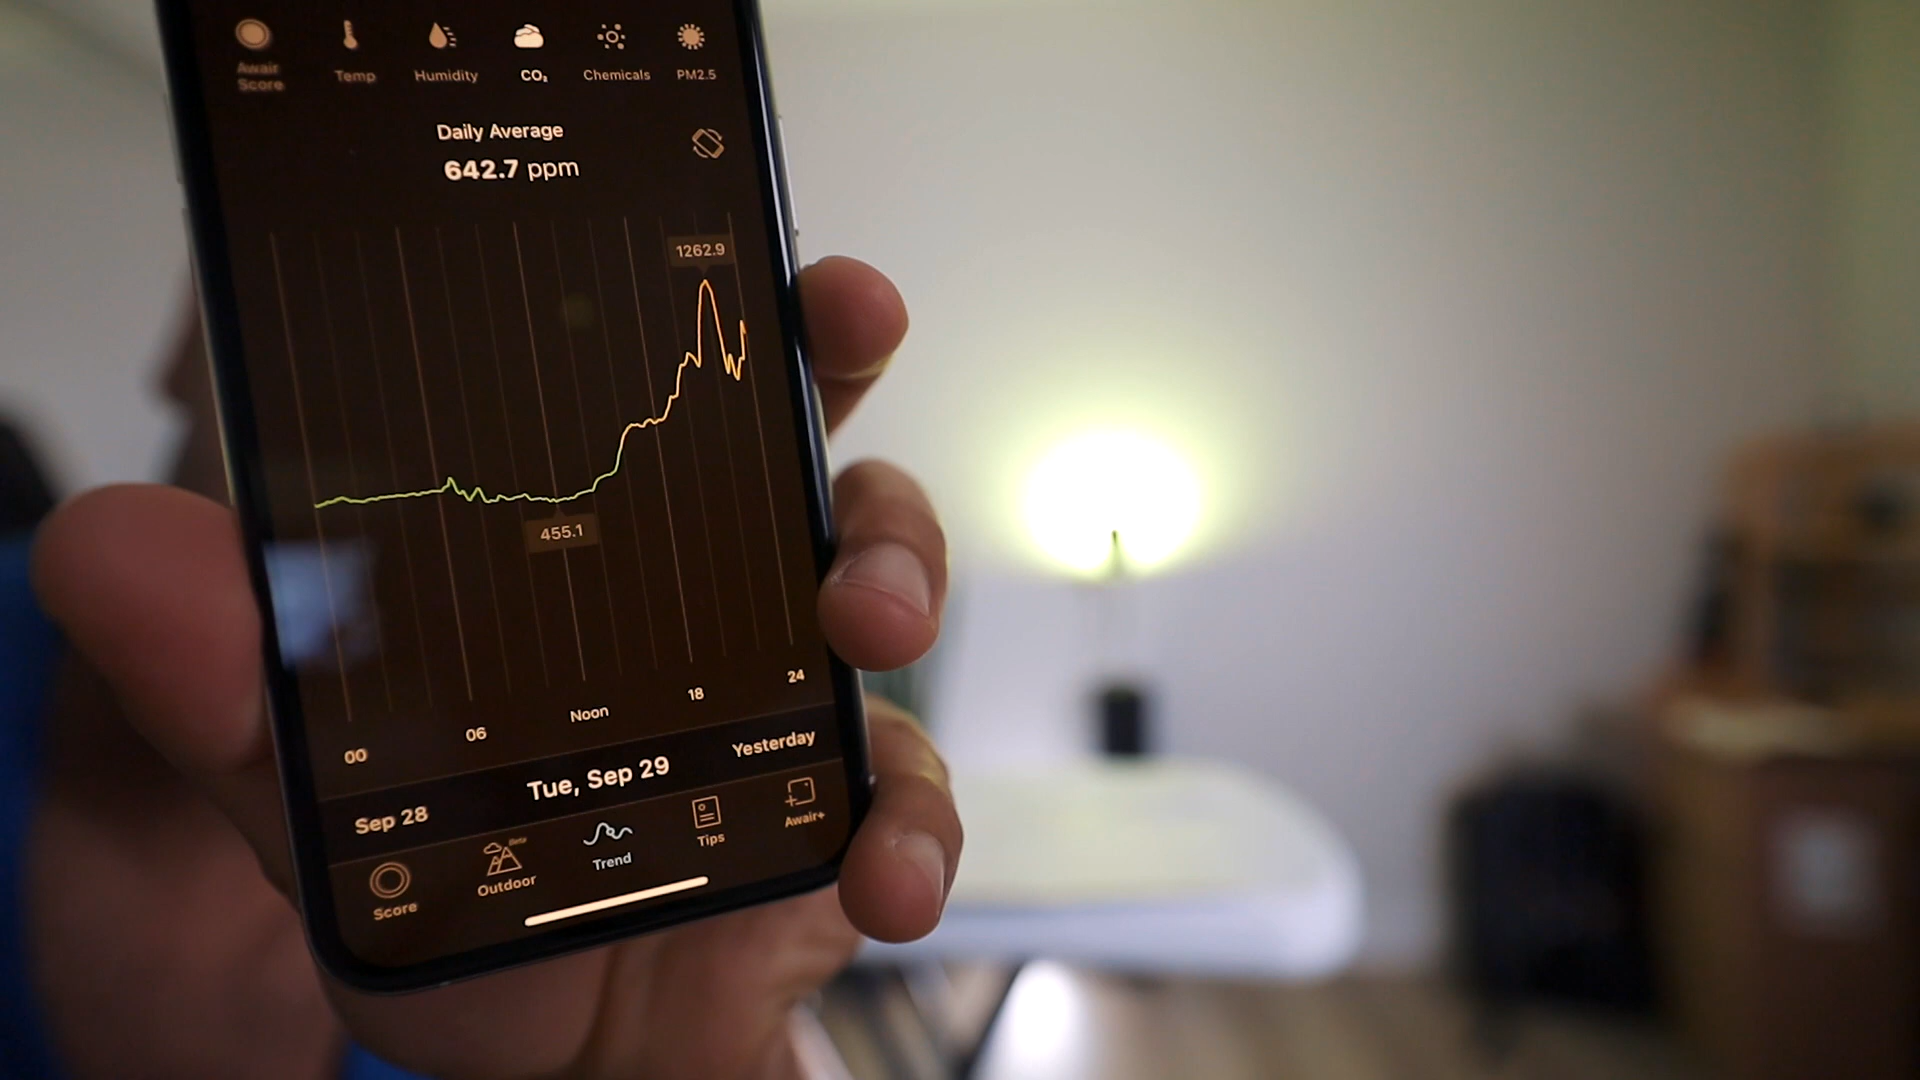 Awair
Score
Temp
Humidity
CO₂
Chemicals
PM2.5
Daily Average
642.7 ppm
1262.9
455.1
00
06
Noon
18
24
Sep 28
Tue, Sep 29
Yesterday
Score
Beta
Outdoor
Trend
Tips
Awair+